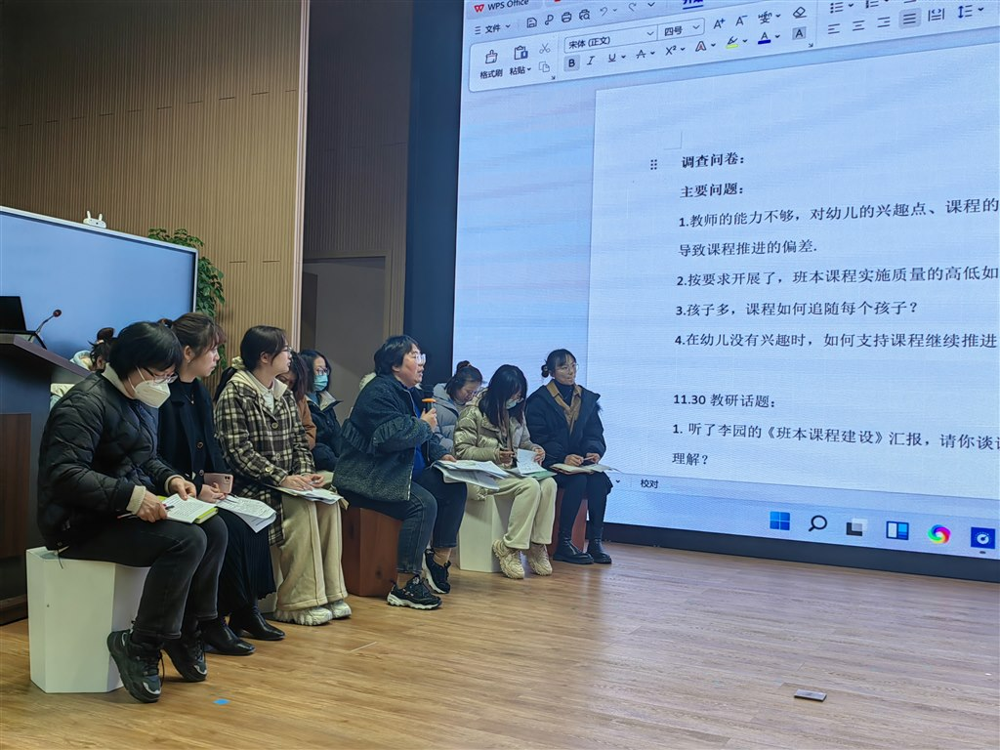 WPS Office
文件
宋体 (正文)
四号
格式刷
粘贴
B I U A X² A A A
调查问卷：
主要问题：
1.教师的能力不够，对幼儿的兴趣点、课程的
导致课程推进的偏差.
2.按要求开展了，班本课程实施质量的高低如
3.孩子多，课程如何追随每个孩子？
4.在幼儿没有兴趣时，如何支持课程继续推进
11.30 教研话题：
1. 听了李园的《班本课程建设》汇报，请你谈
理解？
校对